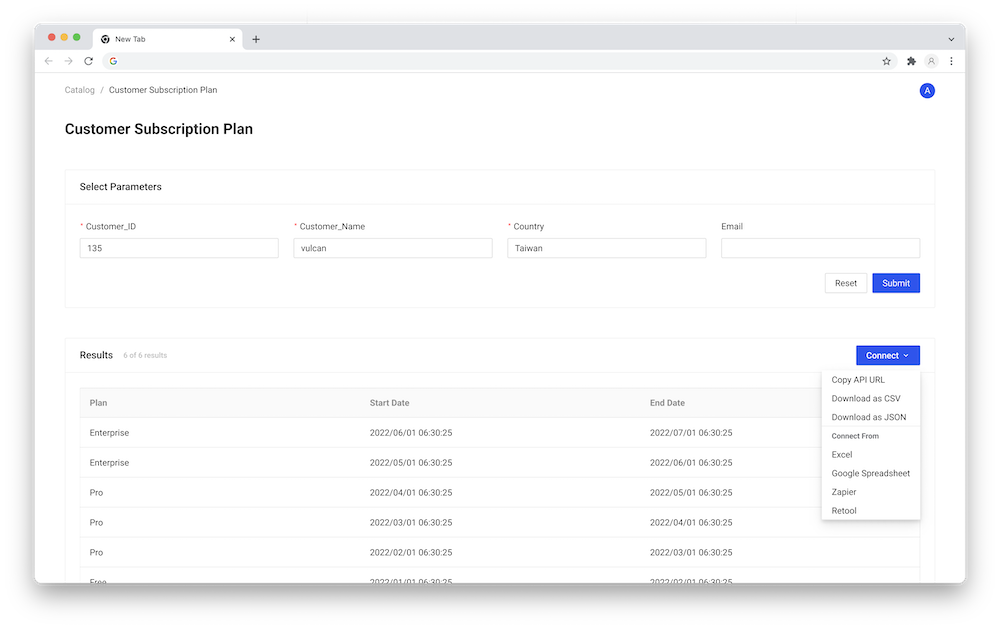 New Tab
Catalog / Customer Subscription Plan
A
Customer Subscription Plan
Select Parameters
* Customer_ID
* Customer_Name
* Country
Email
135
vulcan
Taiwan
Reset
Submit
Results
6 of 6 results
Connect
Copy API URL
Download as CSV
Download as JSON
Connect From
Excel
Google Spreadsheet
Zapier
Retool
Plan Start Date End Date
Enterprise 2022/06/01 06:30:25 2022/07/01 06:30:25
Enterprise 2022/05/01 06:30:25 2022/06/01 06:30:25
Pro 2022/04/01 06:30:25 2022/05/01 06:30:25
Pro 2022/03/01 06:30:25 2022/04/01 06:30:25
Pro 2022/02/01 06:30:25 2022/03/01 06:30:25
Free 2022/01/01 06:30:25 2022/02/01 06:30:25